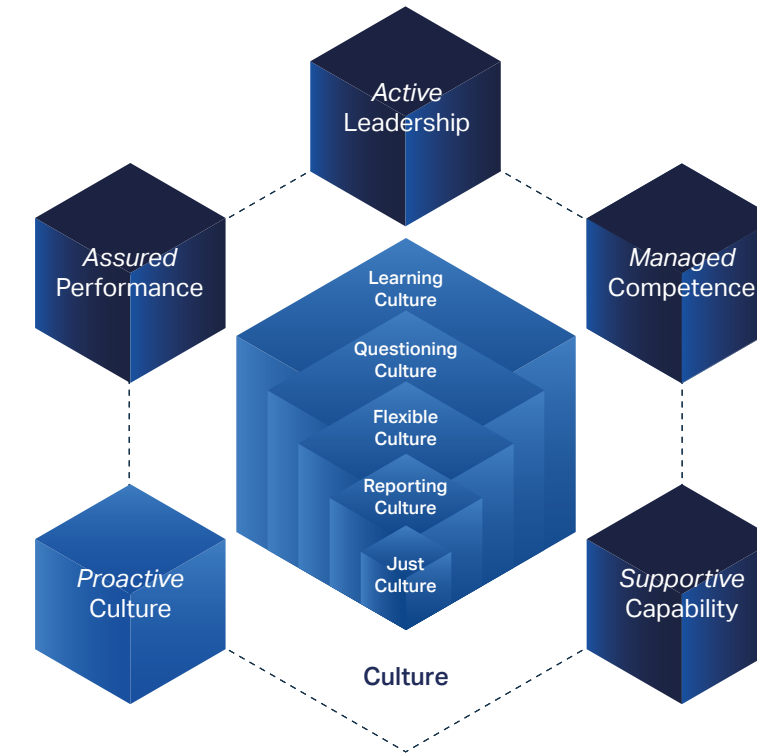 Active
Leadership
Assured
Performance
Managed
Competence
Learning
Culture
Questioning
Culture
Flexible
Culture
Reporting
Culture
Just
Culture
Proactive
Culture
Supportive
Capability
Culture